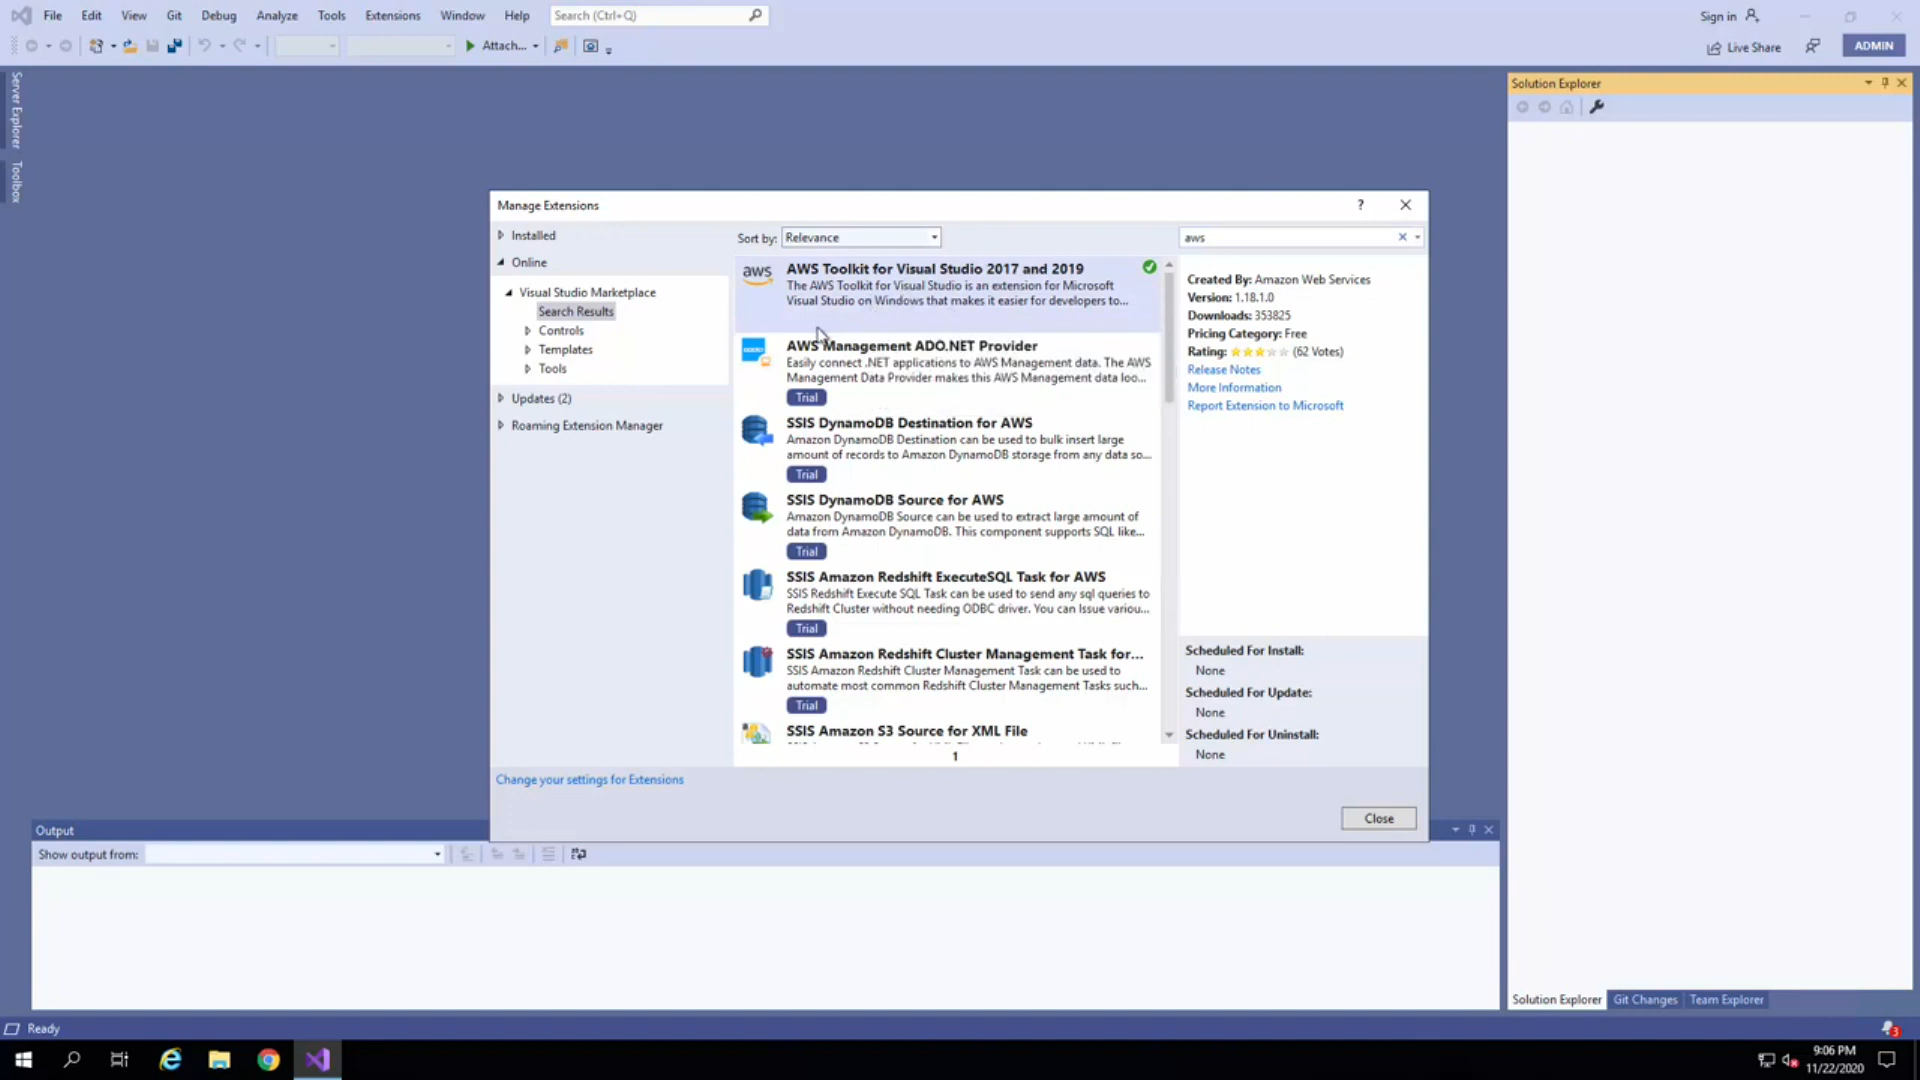 File Edit View Git Debug Analyze Tools Extensions Window Help Search (Ctrl+Q) Sign in
Attach... Live Share ADMIN
Server Explorer
Toolbox
Solution Explorer
Manage Extensions
Installed
Online
Visual Studio Marketplace
Search Results
Controls
Templates
Tools
Updates (2)
Roaming Extension Manager
Sort by: Relevance
aws
aws
AWS Toolkit for Visual Studio 2017 and 2019
The AWS Toolkit for Visual Studio is an extension for Microsoft
Visual Studio on Windows that makes it easier for developers to...
AWS Management ADO.NET Provider
Easily connect .NET applications to AWS Management data. The AWS
Management Data Provider makes this AWS Management data loo...
Trial
SSIS DynamoDB Destination for AWS
Amazon DynamoDB Destination can be used to bulk insert large
amount of records to Amazon DynamoDB storage from any data so...
Trial
SSIS DynamoDB Source for AWS
Amazon DynamoDB Source can be used to extract large amount of
data from Amazon DynamoDB. This component supports SQL like...
Trial
SSIS Amazon Redshift ExecuteSQL Task for AWS
SSIS Redshift Execute SQL Task can be used to send any sql queries to
Redshift Cluster without needing ODBC driver. You can Issue variou...
Trial
SSIS Amazon Redshift Cluster Management Task for...
SSIS Amazon Redshift Cluster Management Task can be used to
automate most common Redshift Cluster Management Tasks such...
Trial
SSIS Amazon S3 Source for XML File
1
Created By: Amazon Web Services
Version: 1.18.1.0
Downloads: 353825
Pricing Category: Free
Rating: (62 Votes)
Release Notes
More Information
Report Extension to Microsoft
Scheduled For Install:
None
Scheduled For Update:
None
Scheduled For Uninstall:
None
Change your settings for Extensions
Close
Output
Show output from:
Solution Explorer Git Changes Team Explorer
Ready
3
9:06 PM
11/22/2020